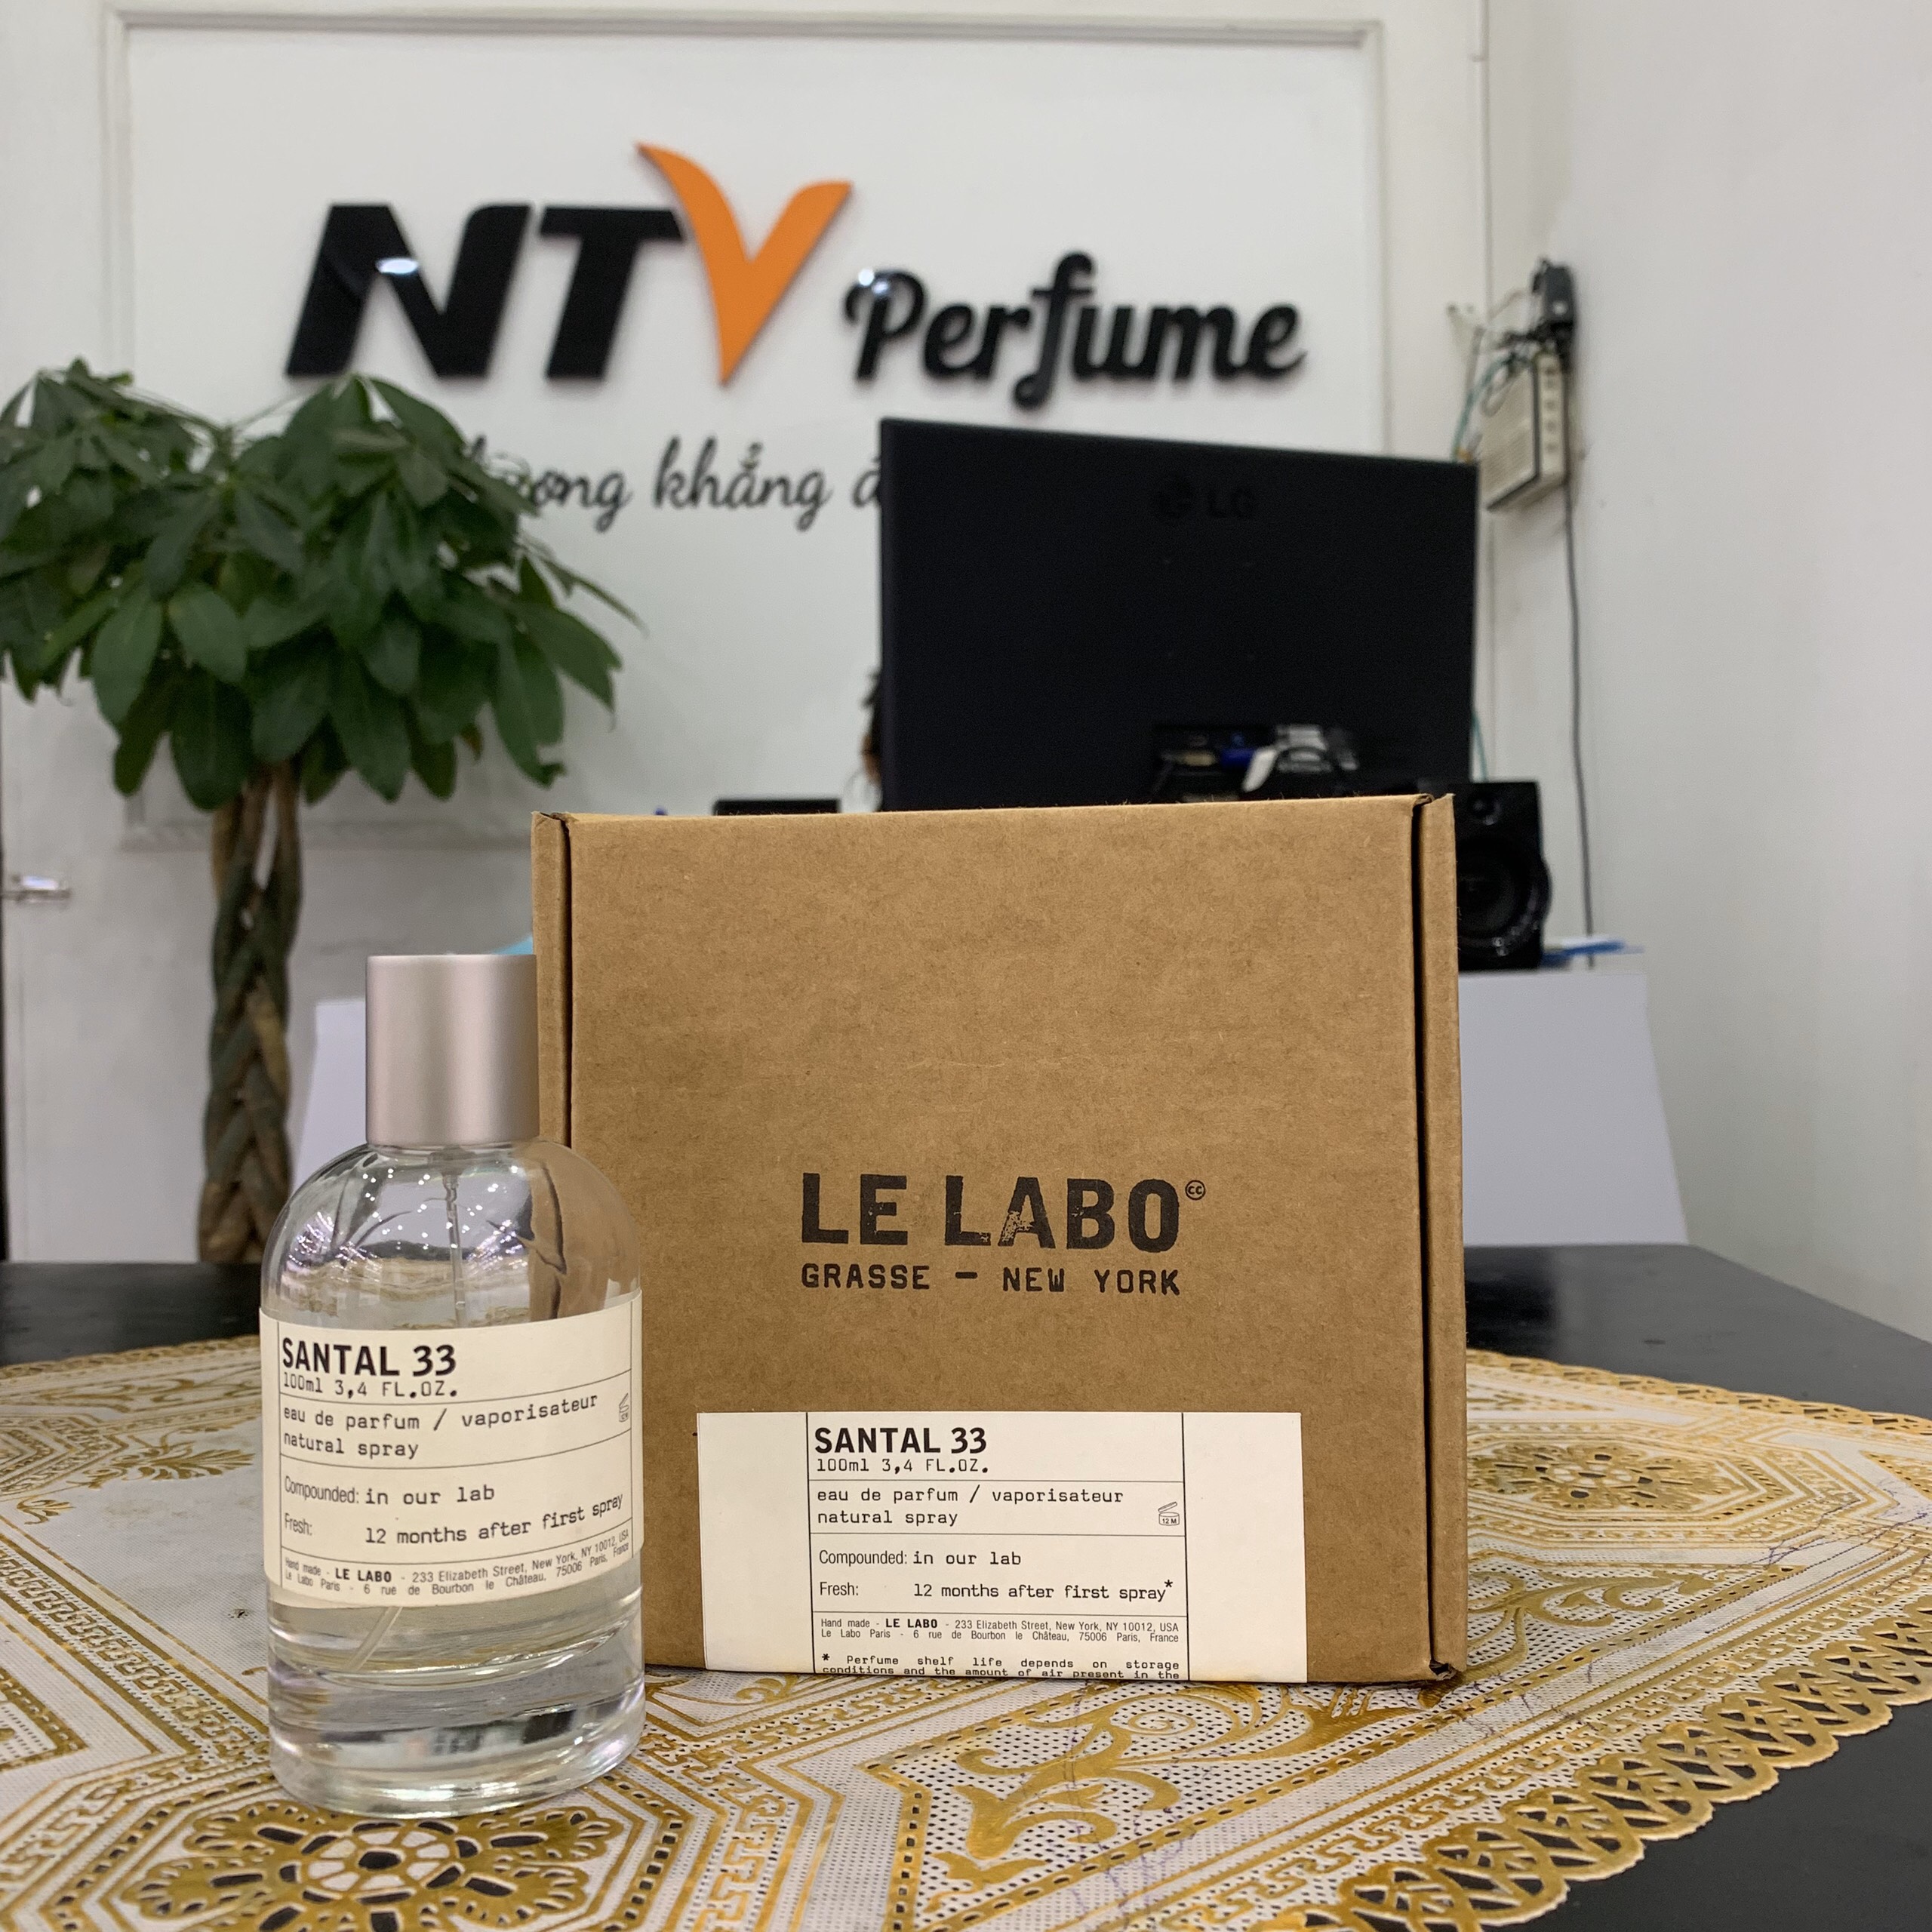 NTV Perfume
khẳng
LG
LE LABO
GRASSE – NEW YORK
SANTAL 33
100ml 3,4 FL.OZ.
eau de parfum / vaporisateur
natural spray
Compounded: in our lab
Fresh: 12 months after first spray
Hand made - LE LABO - 233 Elizabeth Street, New York, NY 10012, USA
Le Labo Paris - 6 rue de Bourbon le Château, 75006 Paris, France
SANTAL 33
100ml 3,4 FL.OZ.
eau de parfum / vaporisateur
natural spray
12 M
Compounded: in our lab
Fresh: 12 months after first spray*
Hand made - LE LABO - 233 Elizabeth Street, New York, NY 10012, USA
Le Labo Paris - 6 rue de Bourbon le Château, 75006 Paris, France
* Perfume shelf life depends on storage
conditions and the amount of air present in the